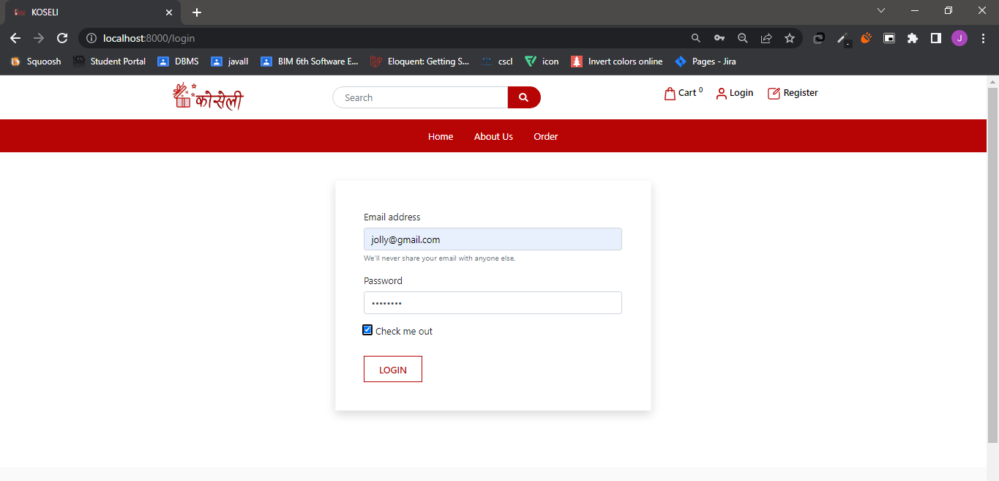 KOSELI
localhost:8000/login
Squoosh Student Portal DBMS javaII BIM 6th Software E... Eloquent: Getting S... cscl icon Invert colors online Pages - Jira
कोसेली Search Cart 0 Login Register
Home About Us Order
Email address
jolly@gmail.com
We'll never share your email with anyone else.
Password
••••••••
Check me out
LOGIN
J